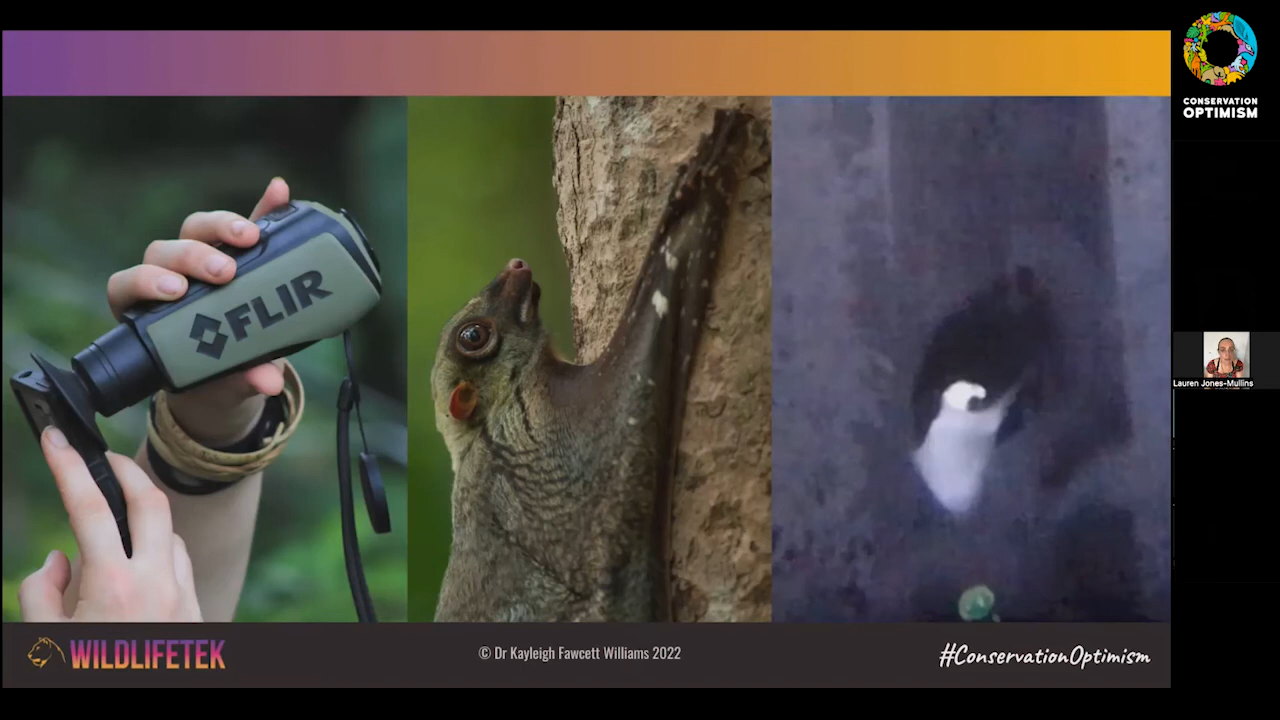 CONSERVATION
OPTIMISM
FLIR
Lauren Jones-Mullins
WILDLIFETEK
© Dr Kayleigh Fawcett Williams 2022
#ConservationOptimism